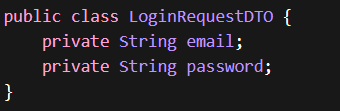 public class LoginRequestDTO {
    private String email;
    private String password;
}